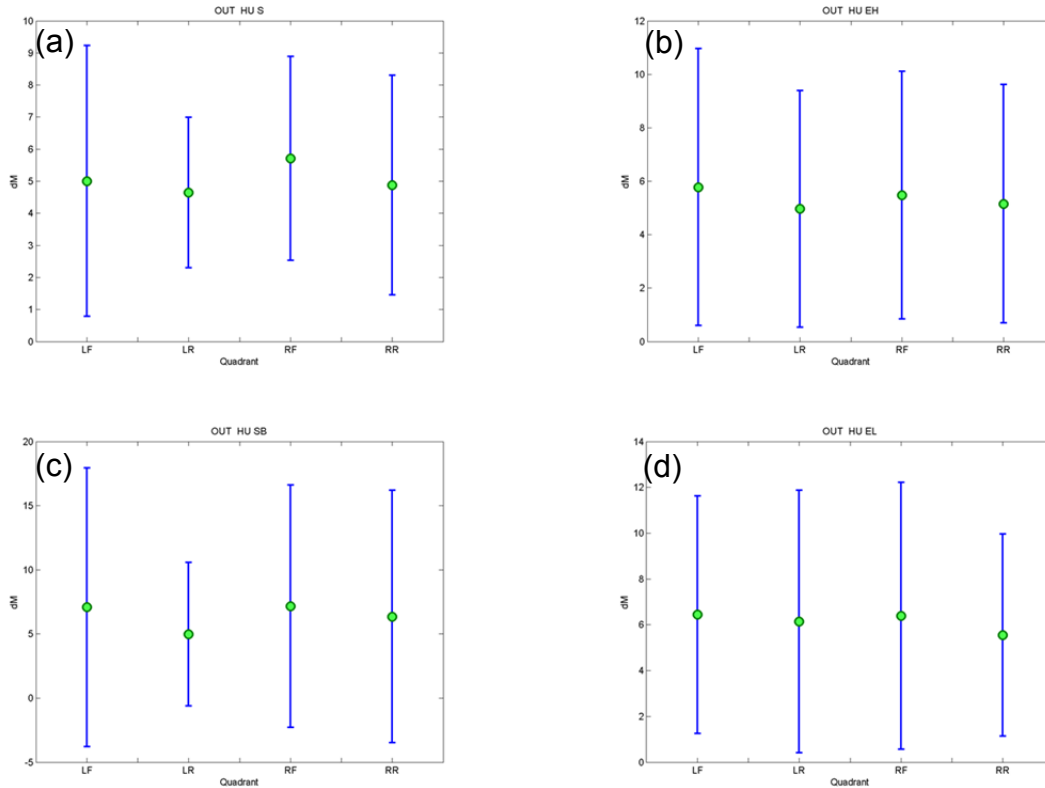 OUT HU S
(a)
10
9
8
7
6
5
4
3
2
1
0
dM
LF LR RF RR
Quadrant
OUT HU EH
(b)
12
10
8
6
4
2
0
dM
LF LR RF RR
Quadrant
OUT HU SB
(c)
20
15
10
5
0
-5
dM
LF LR RF RR
Quadrant
OUT HU EL
(d)
14
12
10
8
6
4
2
0
dM
LF LR RF RR
Quadrant